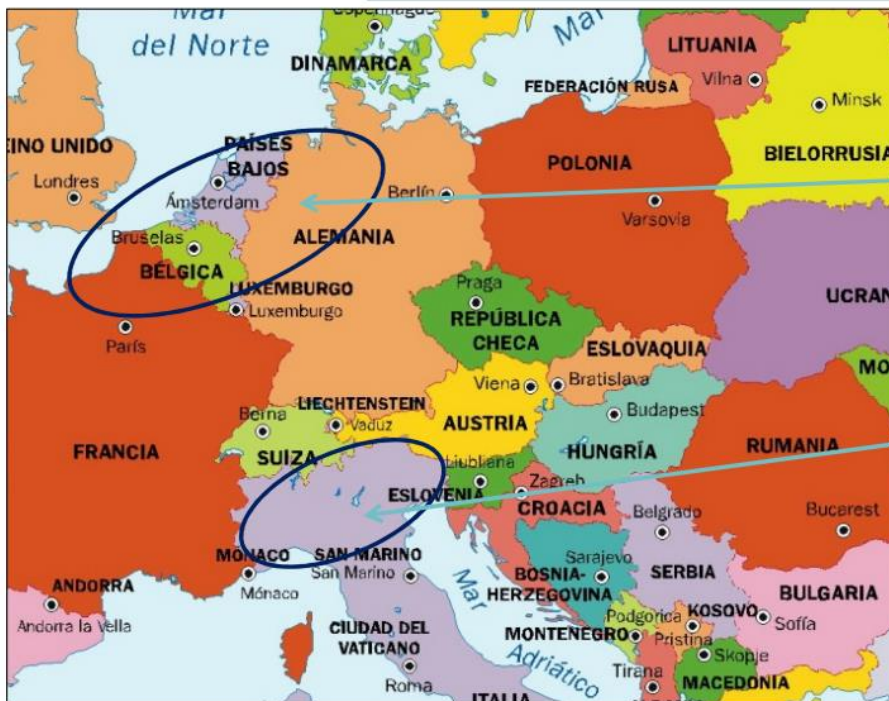 Copenhague
Mar
del Norte
Mar
DINAMARCA
LITUANIA
Vilna
FEDERACIÓN RUSA
Minsk
EINO UNIDO
PAÍSES
BAJOS
POLONIA
BIELORRUSIA
Londres
Ámsterdam
Berlín
Varsovia
Bruselas
ALEMANIA
BÉLGICA
LUXEMBURGO
Luxemburgo
Praga
REPÚBLICA
CHECA
UCRAN
París
ESLOVAQUIA
MO
Viena
Bratislava
LIECHTENSTEIN
Vaduz
Berna
AUSTRIA
Budapest
FRANCIA
SUIZA
HUNGRÍA
RUMANIA
Liubliana
ESLOVENIA
Zagreb
CROACIA
Belgrado
Bucarest
MÓNACO
Mónaco
SAN MARINO
San Marino
Sarajevo
BOSNIA-
HERZEGOVINA
SERBIA
BULGARIA
ANDORRA
Andorra la Vella
Mar
Adriático
Podgorica
KOSOVO
Pristina
Sofía
CIUDAD DEL
VATICANO
MONTENEGRO
Skopje
Roma
Tirana
MACEDONIA
ITALIA